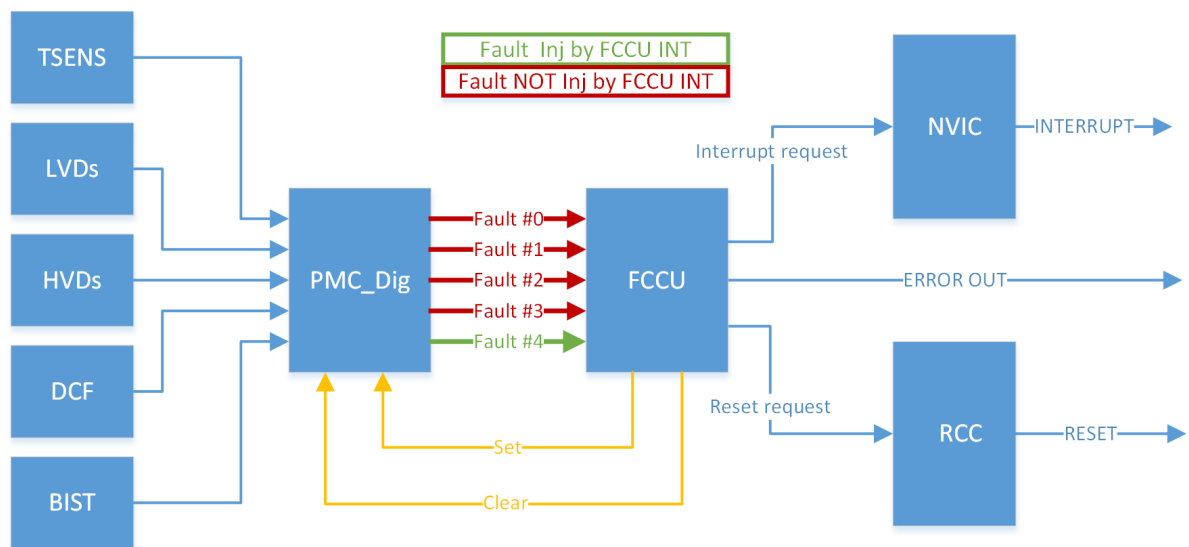 TSENS
LVDs
HVDs
DCF
BIST
Fault Inj by FCCU INT
Fault NOT Inj by FCCU INT
PMC_Dig
Fault #0
Fault #1
Fault #2
Fault #3
Fault #4
FCCU
Set
Clear
Interrupt request
NVIC
INTERRUPT
ERROR OUT
Reset request
RCC
RESET